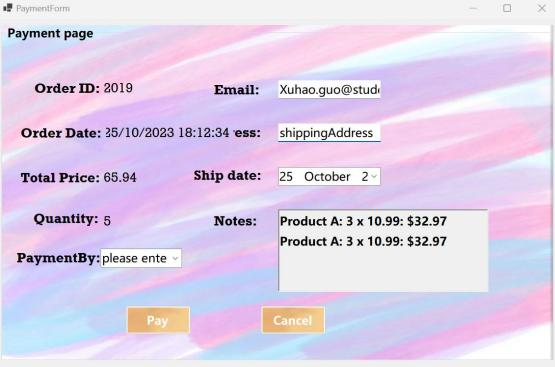 PaymentForm
Payment page
Order ID: 2019 Email: Xuhao.guo@stud
Order Date: 25/10/2023 18:12:34 ess: shippingAddress
Total Price: 65.94 Ship date: 25 October 2
Quantity: 5 Notes: Product A: 3 x 10.99: $32.97
Product A: 3 x 10.99: $32.97
PaymentBy: please ente
Pay Cancel